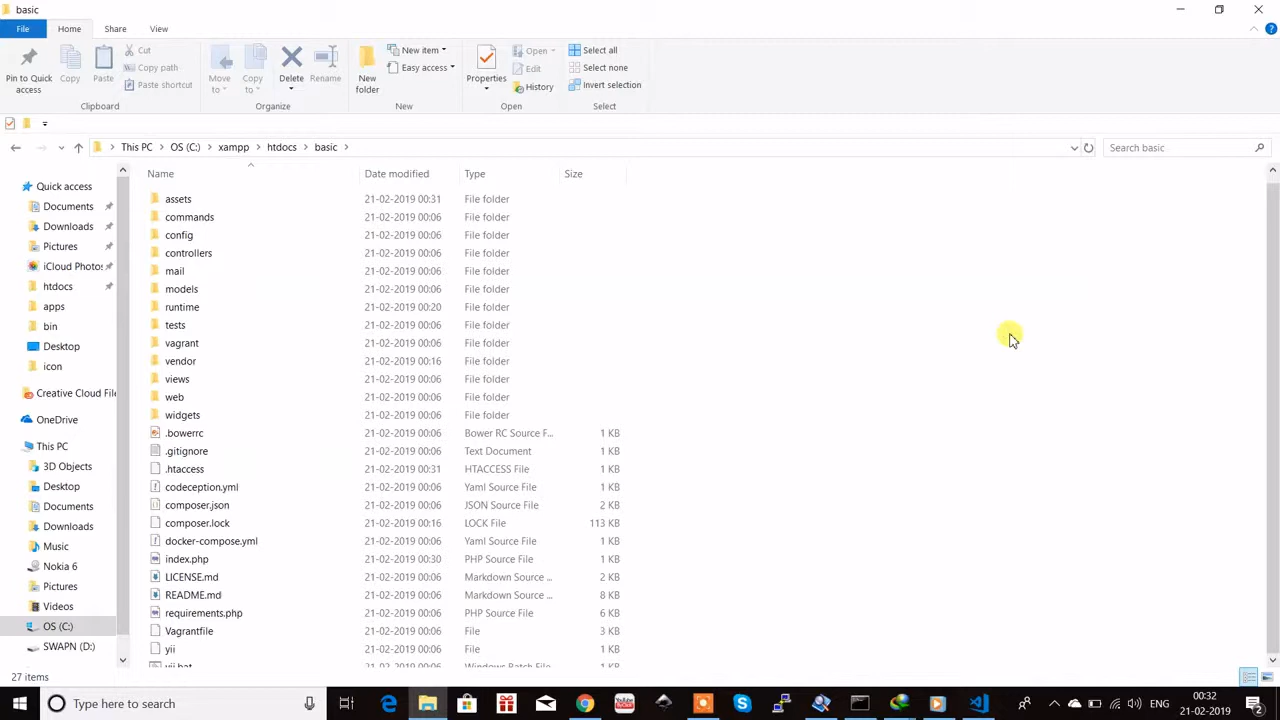 basic
File Home Share View
Pin to Quick access
Copy
Paste
Cut
Copy path
Paste shortcut
Move to
Copy to
Delete
Rename
New folder
New item
Easy access
Properties
Open
Edit
History
Select all
Select none
Invert selection
Clipboard Organize New Open Select
This PC OS (C:) xampp htdocs basic
Search basic
Name Date modified Type Size
Quick access
Documents
Downloads
Pictures
iCloud Photos
htdocs
apps
bin
Desktop
icon
Creative Cloud File
OneDrive
This PC
3D Objects
Desktop
Documents
Downloads
Music
Nokia 6
Pictures
Videos
OS (C:)
SWAPN (D:)
assets 21-02-2019 00:31 File folder
commands 21-02-2019 00:06 File folder
config 21-02-2019 00:06 File folder
controllers 21-02-2019 00:06 File folder
mail 21-02-2019 00:06 File folder
models 21-02-2019 00:06 File folder
runtime 21-02-2019 00:20 File folder
tests 21-02-2019 00:06 File folder
vagrant 21-02-2019 00:06 File folder
vendor 21-02-2019 00:16 File folder
views 21-02-2019 00:06 File folder
web 21-02-2019 00:06 File folder
widgets 21-02-2019 00:06 File folder
.bowerrc 21-02-2019 00:06 Bower RC Source F... 1 KB
.gitignore 21-02-2019 00:06 Text Document 1 KB
.htaccess 21-02-2019 00:31 HTACCESS File 1 KB
codeception.yml 21-02-2019 00:06 Yaml Source File 1 KB
composer.json 21-02-2019 00:06 JSON Source File 2 KB
composer.lock 21-02-2019 00:16 LOCK File 113 KB
docker-compose.yml 21-02-2019 00:06 Yaml Source File 1 KB
index.php 21-02-2019 00:30 PHP Source File 1 KB
LICENSE.md 21-02-2019 00:06 Markdown Source ... 2 KB
README.md 21-02-2019 00:06 Markdown Source ... 8 KB
requirements.php 21-02-2019 00:06 PHP Source File 6 KB
Vagrantfile 21-02-2019 00:06 File 3 KB
yii 21-02-2019 00:06 File 1 KB
yii.bat 21-02-2019 00:06 Windows Batch File 1 KB
27 items
Type here to search
You Tube
ENG
00:32
21-02-2019
2